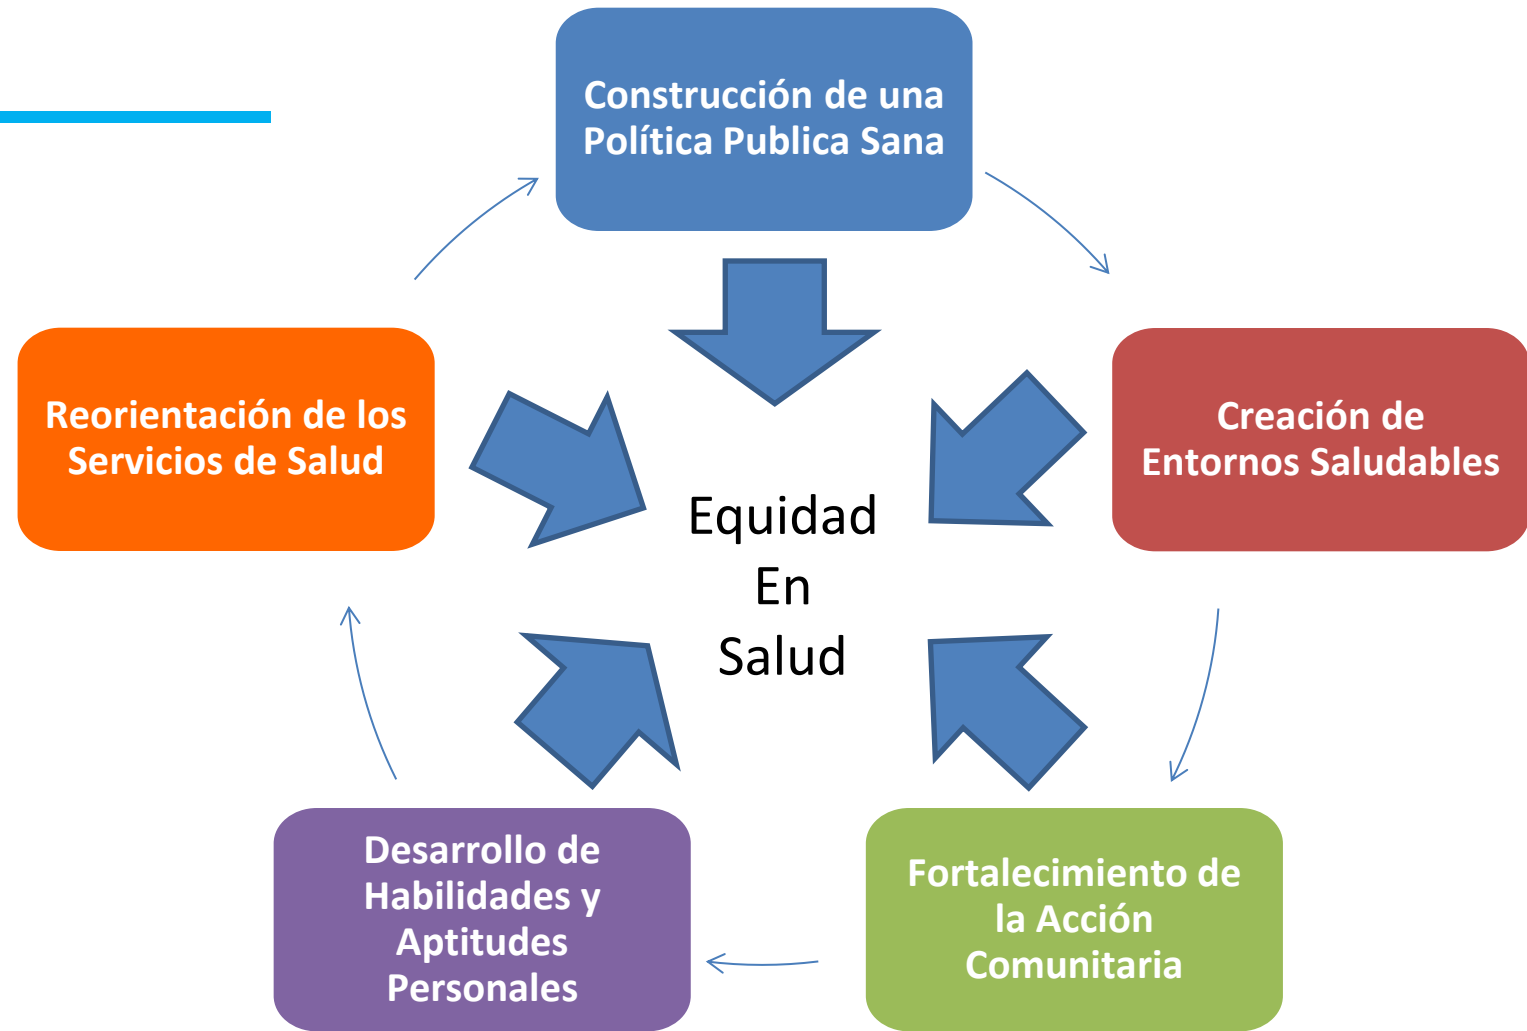 Construcción de una
Política Publica Sana
Reorientación de los
Servicios de Salud
Creación de
Entornos Saludables
Equidad
En
Salud
Desarrollo de
Habilidades y
Aptitudes
Personales
Fortalecimiento de
la Acción
Comunitaria